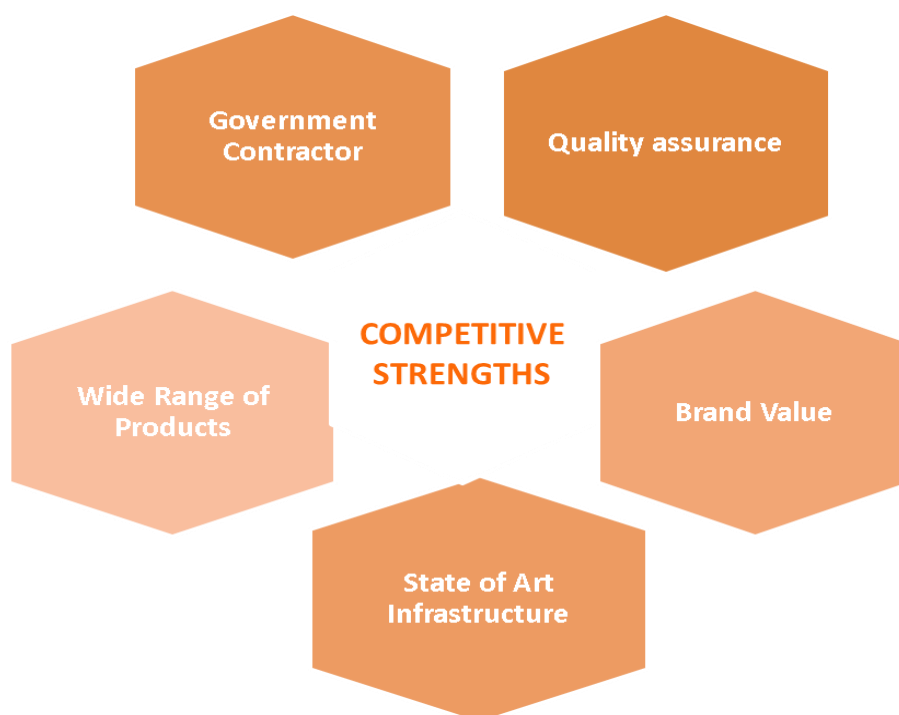 Government
Contractor
Quality assurance
COMPETITIVE
STRENGTHS
Wide Range of
Products
Brand Value
State of Art
Infrastructure